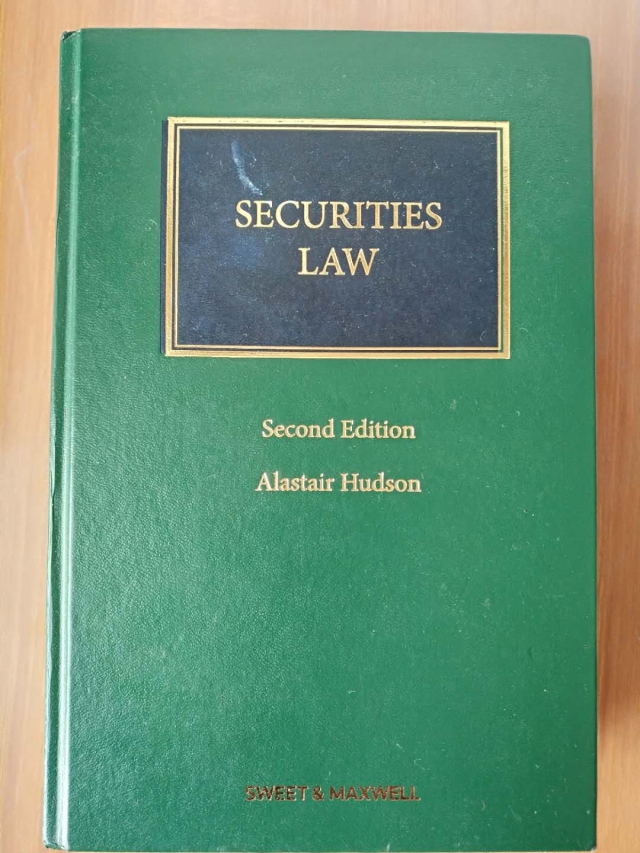 SECURITIES
LAW
Second Edition
Alastair Hudson
SWEET & MAXWELL